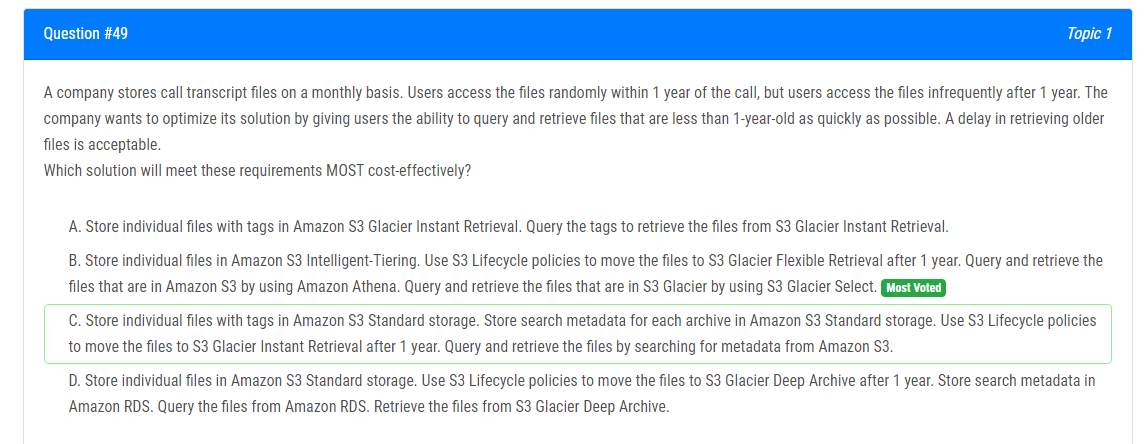 Question #49
Topic 1
A company stores call transcript files on a monthly basis. Users access the files randomly within 1 year of the call, but users access the files infrequently after 1 year. The
company wants to optimize its solution by giving users the ability to query and retrieve files that are less than 1-year-old as quickly as possible. A delay in retrieving older
files is acceptable.
Which solution will meet these requirements MOST cost-effectively?
A. Store individual files with tags in Amazon S3 Glacier Instant Retrieval. Query the tags to retrieve the files from S3 Glacier Instant Retrieval.
B. Store individual files in Amazon S3 Intelligent-Tiering. Use S3 Lifecycle policies to move the files to S3 Glacier Flexible Retrieval after 1 year. Query and retrieve the
files that are in Amazon S3 by using Amazon Athena. Query and retrieve the files that are in S3 Glacier by using S3 Glacier Select. Most Voted
C. Store individual files with tags in Amazon S3 Standard storage. Store search metadata for each archive in Amazon S3 Standard storage. Use S3 Lifecycle policies
to move the files to S3 Glacier Instant Retrieval after 1 year. Query and retrieve the files by searching for metadata from Amazon S3.
D. Store individual files in Amazon S3 Standard storage. Use S3 Lifecycle policies to move the files to S3 Glacier Deep Archive after 1 year. Store search metadata in
Amazon RDS. Query the files from Amazon RDS. Retrieve the files from S3 Glacier Deep Archive.